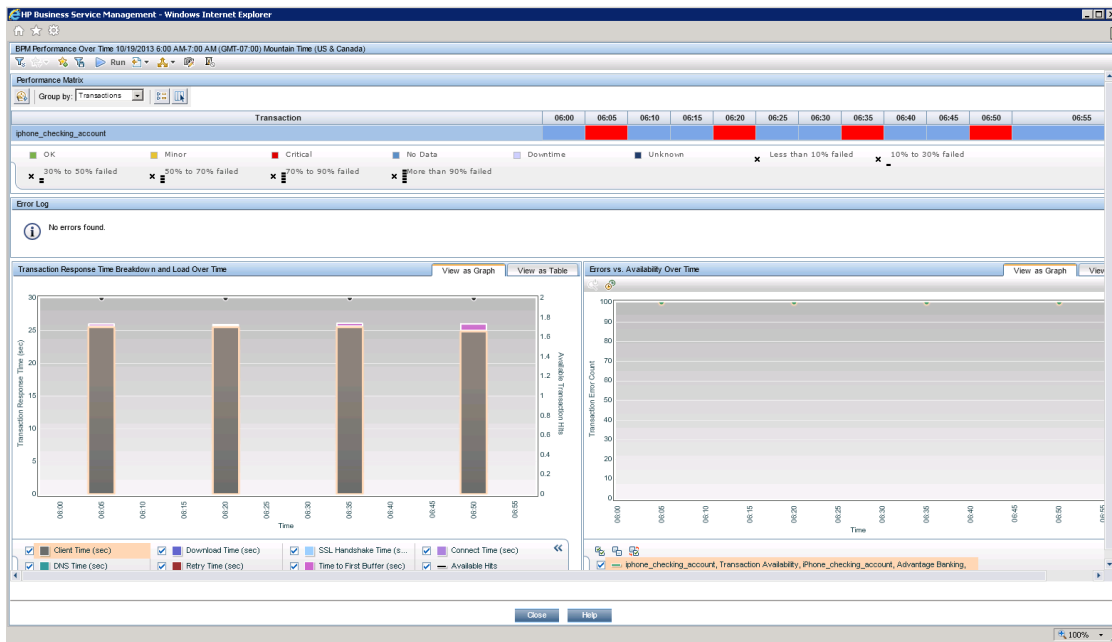 HP Business Service Management - Windows Internet Explorer
BPM Performance Over Time 10/19/2013 6:00 AM-7:00 AM (GMT-07:00) Mountain Time (US & Canada)
Run
Performance Matrix
Group by: Transactions
Transaction 06:00 06:05 06:10 06:15 06:20 06:25 06:30 06:35 06:40 06:45 06:50 06:55
iphone_checking_account
OK Minor Critical No Data Downtime Unknown Less than 10% failed 10% to 30% failed
30% to 50% failed 50% to 70% failed 70% to 90% failed More than 90% failed
Error Log
No errors found.
Transaction Response Time Breakdown and Load Over Time View as Graph View as Table
30
25
20
15
10
5
0
Transaction Response Time (sec)
2
1.8
1.6
1.4
1.2
1
0.8
0.6
0.4
0.2
0
Available Transaction Hits
06:00 06:05 06:10 06:15 06:20 06:25 06:30 06:35 06:40 06:45 06:50 06:55
Time
Client Time (sec) Download Time (sec) SSL Handshake Time (s... Connect Time (sec)
DNS Time (sec) Retry Time (sec) Time to First Buffer (sec) Available Hits
Errors vs. Availability Over Time View as Graph View
100
90
80
70
60
50
40
30
20
10
0
Transaction Error Count
06:00 06:05 06:10 06:15 06:20 06:25 06:30 06:35 06:40 06:45 06:50 06:55
Time
iphone_checking_account, Transaction Availability, iPhone_checking_account, Advantage Banking,
Close Help
100%